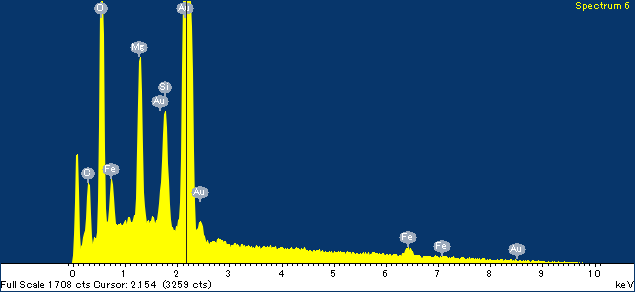 Spectrum 6
O Au
Mg
Si
Au
C Fe
Au
Fe Fe Au
0 1 2 3 4 5 6 7 8 9 10
Full Scale 1708 cts Cursor: 2.154 (3259 cts) keV